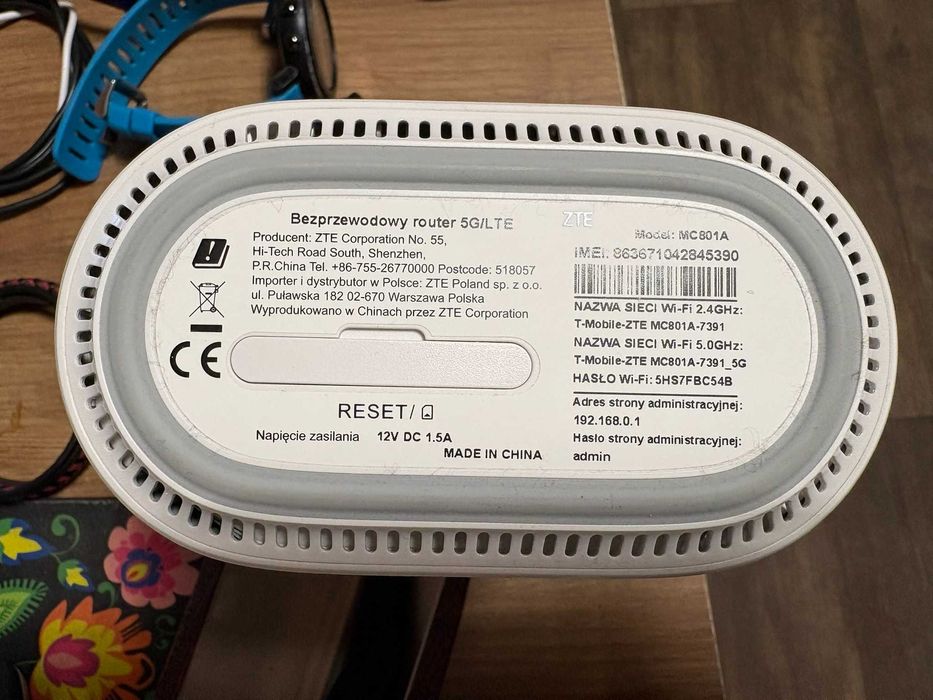 Bezprzewodowy router 5G/LTE
Producent: ZTE Corporation No. 55,
Hi-Tech Road South, Shenzhen,
P.R.China Tel. +86-755-26770000 Postcode: 518057
Importer i dystrybutor w Polsce: ZTE Poland sp. z o.o.
ul. Puławska 182 02-670 Warszawa Polska
Wyprodukowano w Chinach przez ZTE Corporation
CE
RESET/
Napięcie zasilania 12V DC 1.5A
MADE IN CHINA
ZTE
Model: MC801A
IMEI: 863671042845390
NAZWA SIECI Wi-Fi 2.4GHz:
T-Mobile-ZTE MC801A-7391
NAZWA SIECI Wi-Fi 5.0GHz:
T-Mobile-ZTE MC801A-7391_5G
HASŁO Wi-Fi: 5HS7FBC54B
Adres strony administracyjnej:
192.168.0.1
Hasło strony administracyjnej:
admin